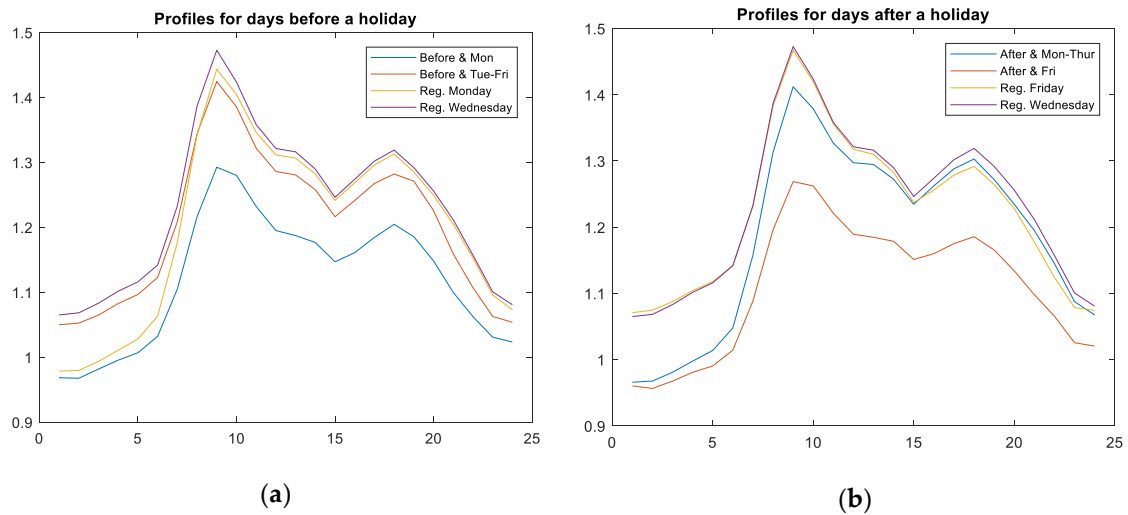 Profiles for days before a holiday
1.5
1.4
1.3
1.2
1.1
1
0.9
0
5
10
15
20
25
Before & Mon
Before & Tue-Fri
Reg. Monday
Reg. Wednesday
(a)
Profiles for days after a holiday
1.5
1.4
1.3
1.2
1.1
1
0.9
0
5
10
15
20
25
After & Mon-Thur
After & Fri
Reg. Friday
Reg. Wednesday
(b)